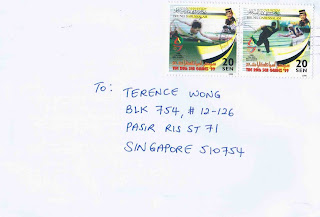 20
SEN
20
SEN
To: TERENCE WONG
BLK 754, #12-126
PASIR RIS ST 71
SINGAPORE 510754